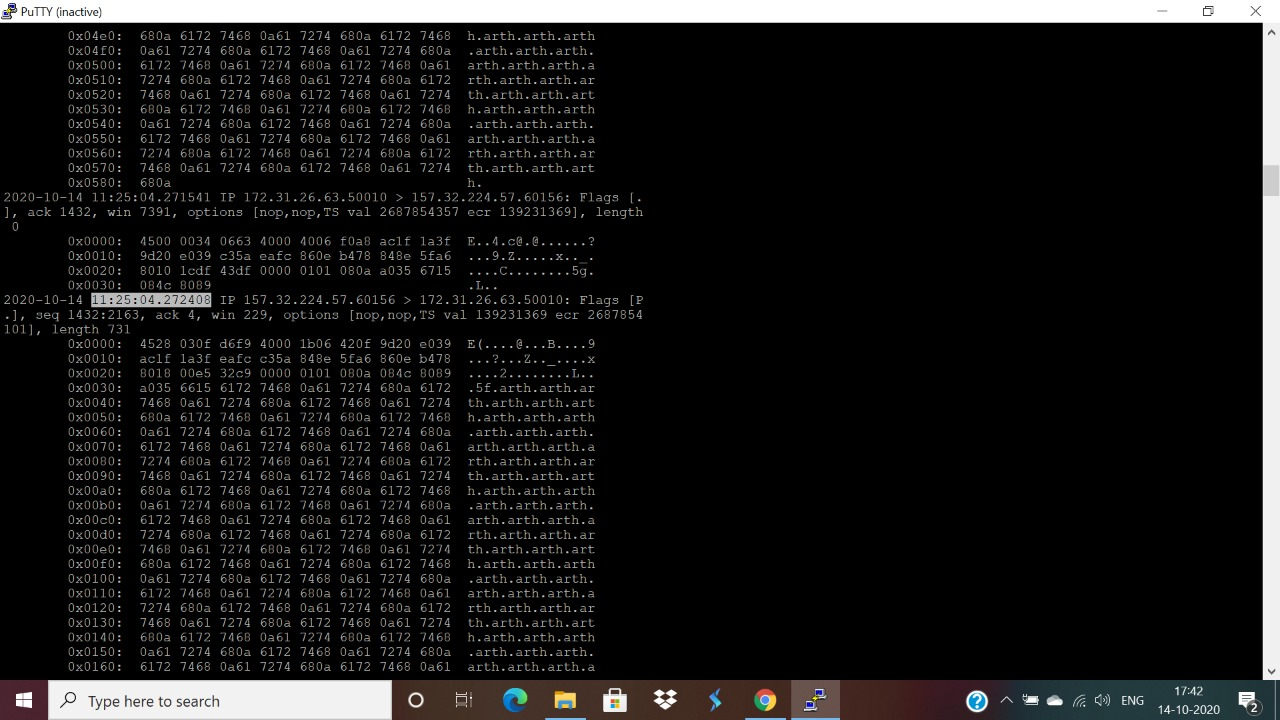 PuTTY (inactive)
0x04e0: 680a 6172 7468 0a61 7274 680a 6172 7468 h.arth.arth.arth
0x04f0: 0a61 7274 680a 6172 7468 0a61 7274 680a .arth.arth.arth.
0x0500: 6172 7468 0a61 7274 680a 6172 7468 0a61 arth.arth.arth.a
0x0510: 7274 680a 6172 7468 0a61 7274 680a 6172 rth.arth.arth.ar
0x0520: 7468 0a61 7274 680a 6172 7468 0a61 7274 th.arth.arth.art
0x0530: 680a 6172 7468 0a61 7274 680a 6172 7468 h.arth.arth.arth
0x0540: 0a61 7274 680a 6172 7468 0a61 7274 680a .arth.arth.arth.
0x0550: 6172 7468 0a61 7274 680a 6172 7468 0a61 arth.arth.arth.a
0x0560: 7274 680a 6172 7468 0a61 7274 680a 6172 rth.arth.arth.ar
0x0570: 7468 0a61 7274 680a 6172 7468 0a61 7274 th.arth.arth.art
0x0580: 680a h.
2020-10-14 11:25:04.271541 IP 172.31.26.63.50010 > 157.32.224.57.60156: Flags [.
], ack 1432, win 7391, options [nop,nop,TS val 2687854357 ecr 139231369], length
0
0x0000: 4500 0034 0663 4000 4006 f0a8 ac1f 1a3f E..4.c@.@......?
0x0010: 9d20 e039 c35a eafc 860e b478 848e 5fa6 ...9.Z.....x.._.
0x0020: 8010 1cdf 43df 0000 0101 080a a035 6715 ....C........5g.
0x0030: 084c 8089 .L..
2020-10-14 11:25:04.272408 IP 157.32.224.57.60156 > 172.31.26.63.50010: Flags [P
.], seq 1432:2163, ack 4, win 229, options [nop,nop,TS val 139231369 ecr 2687854
101], length 731
0x0000: 4528 030f d6f9 4000 1b06 420f 9d20 e039 E(....@...B....9
0x0010: ac1f 1a3f eafc c35a 848e 5fa6 860e b478 ...?...Z.._....x
0x0020: 8018 00e5 32c9 0000 0101 080a 084c 8089 ....2........L..
0x0030: a035 6615 6172 7468 0a61 7274 680a 6172 .5f.arth.arth.ar
0x0040: 7468 0a61 7274 680a 6172 7468 0a61 7274 th.arth.arth.art
0x0050: 680a 6172 7468 0a61 7274 680a 6172 7468 h.arth.arth.arth
0x0060: 0a61 7274 680a 6172 7468 0a61 7274 680a .arth.arth.arth.
0x0070: 6172 7468 0a61 7274 680a 6172 7468 0a61 arth.arth.arth.a
0x0080: 7274 680a 6172 7468 0a61 7274 680a 6172 rth.arth.arth.ar
0x0090: 7468 0a61 7274 680a 6172 7468 0a61 7274 th.arth.arth.art
0x00a0: 680a 6172 7468 0a61 7274 680a 6172 7468 h.arth.arth.arth
0x00b0: 0a61 7274 680a 6172 7468 0a61 7274 680a .arth.arth.arth.
0x00c0: 6172 7468 0a61 7274 680a 6172 7468 0a61 arth.arth.arth.a
0x00d0: 7274 680a 6172 7468 0a61 7274 680a 6172 rth.arth.arth.ar
0x00e0: 7468 0a61 7274 680a 6172 7468 0a61 7274 th.arth.arth.art
0x00f0: 680a 6172 7468 0a61 7274 680a 6172 7468 h.arth.arth.arth
0x0100: 0a61 7274 680a 6172 7468 0a61 7274 680a .arth.arth.arth.
0x0110: 6172 7468 0a61 7274 680a 6172 7468 0a61 arth.arth.arth.a
0x0120: 7274 680a 6172 7468 0a61 7274 680a 6172 rth.arth.arth.ar
0x0130: 7468 0a61 7274 680a 6172 7468 0a61 7274 th.arth.arth.art
0x0140: 680a 6172 7468 0a61 7274 680a 6172 7468 h.arth.arth.arth
0x0150: 0a61 7274 680a 6172 7468 0a61 7274 680a .arth.arth.arth.
0x0160: 6172 7468 0a61 7274 680a 6172 7468 0a61 arth.arth.arth.a
Type here to search
ENG
17:42
14-10-2020
2